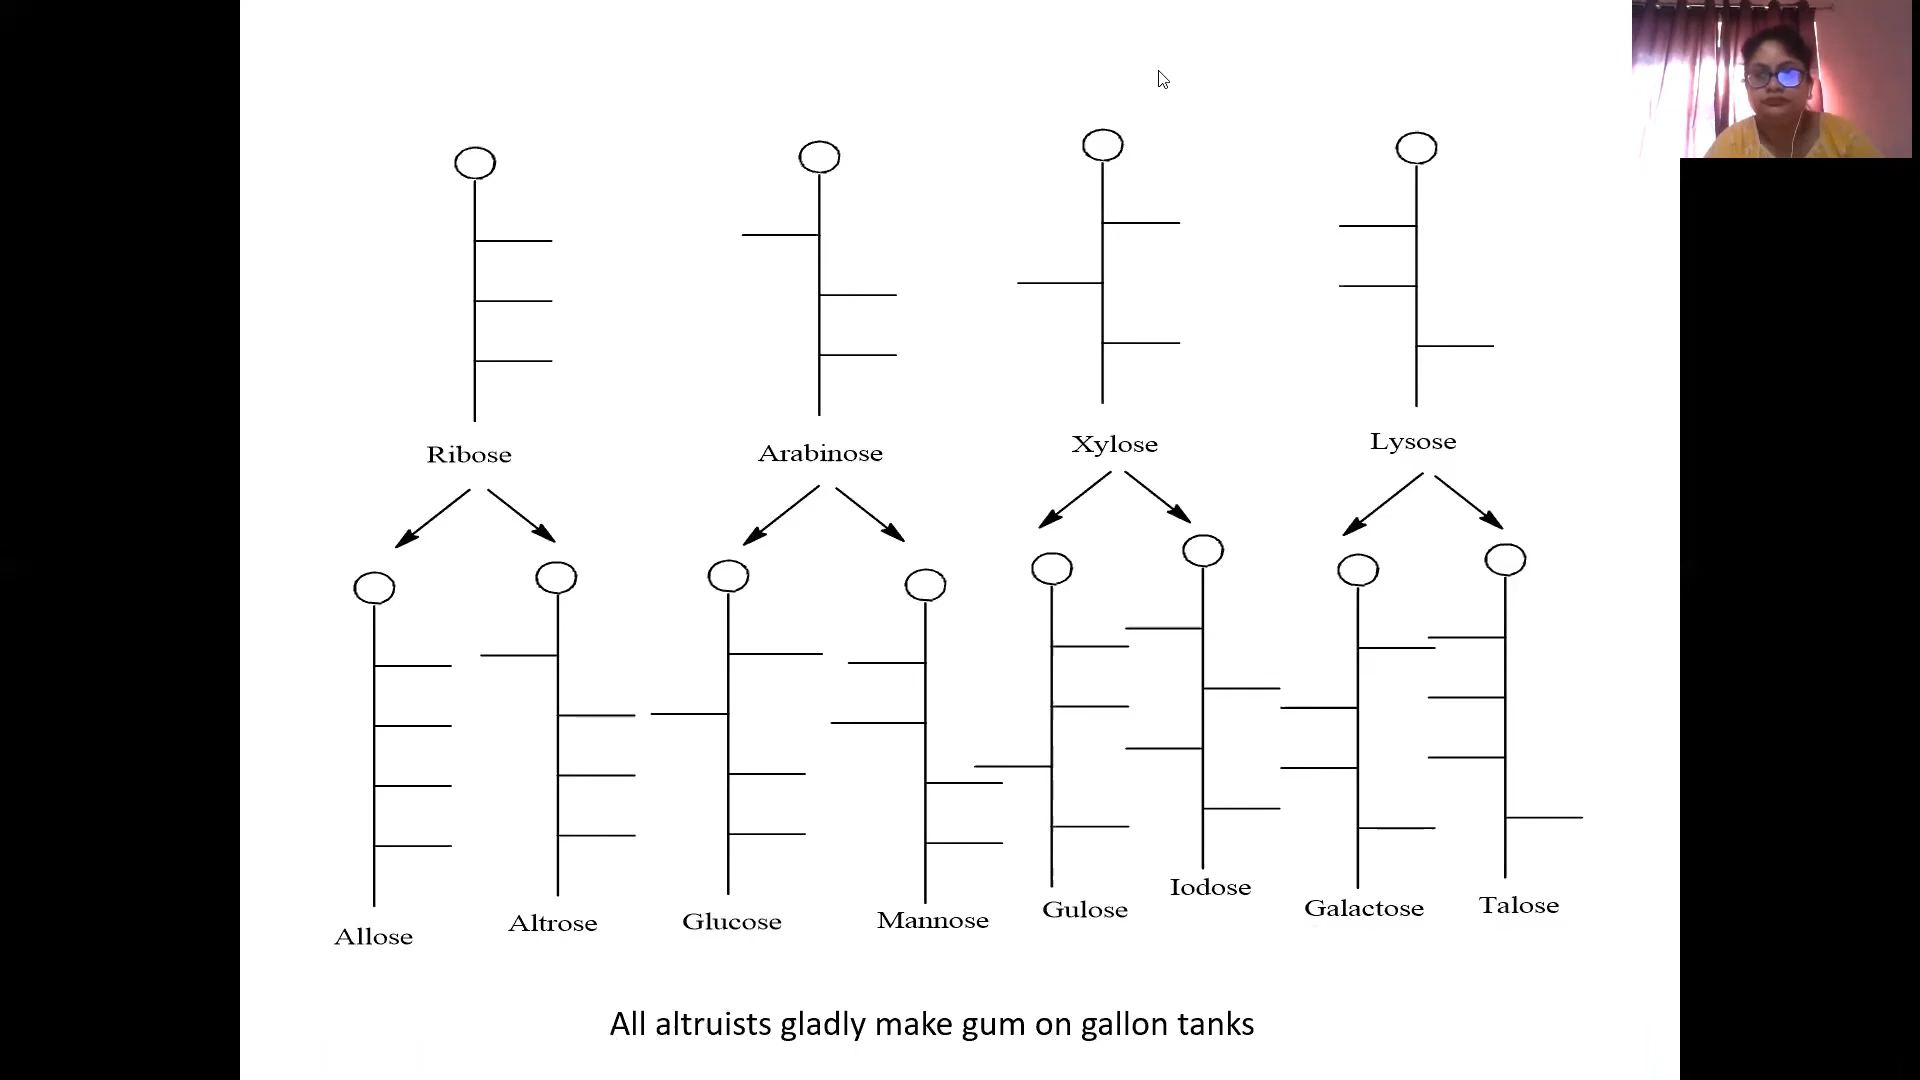 Ribose
Arabinose
Xylose
Lysose
Allose
Altrose
Glucose
Mannose
Gulose
Iodose
Galactose
Talose
All altruists gladly make gum on gallon tanks